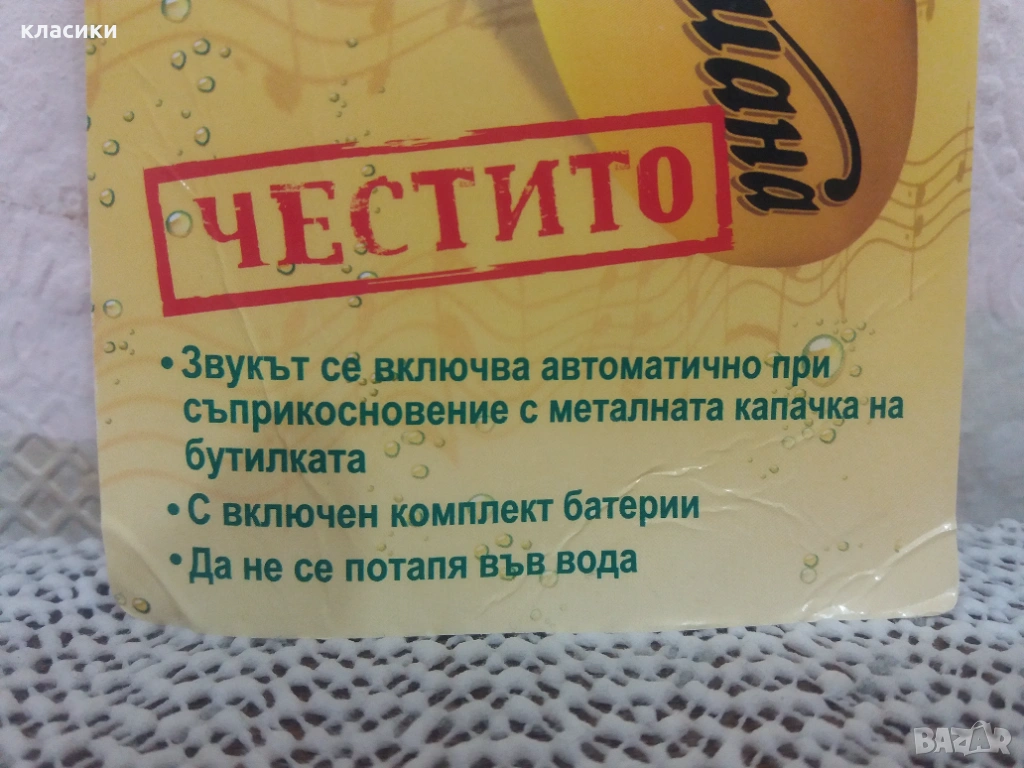 класики
ЧЕСТИТО
• Звукът се включва автоматично при
съприкосновение с металната капачка на
бутилката
• С включен комплект батерии
• Да не се потапя във вода
BAZAR